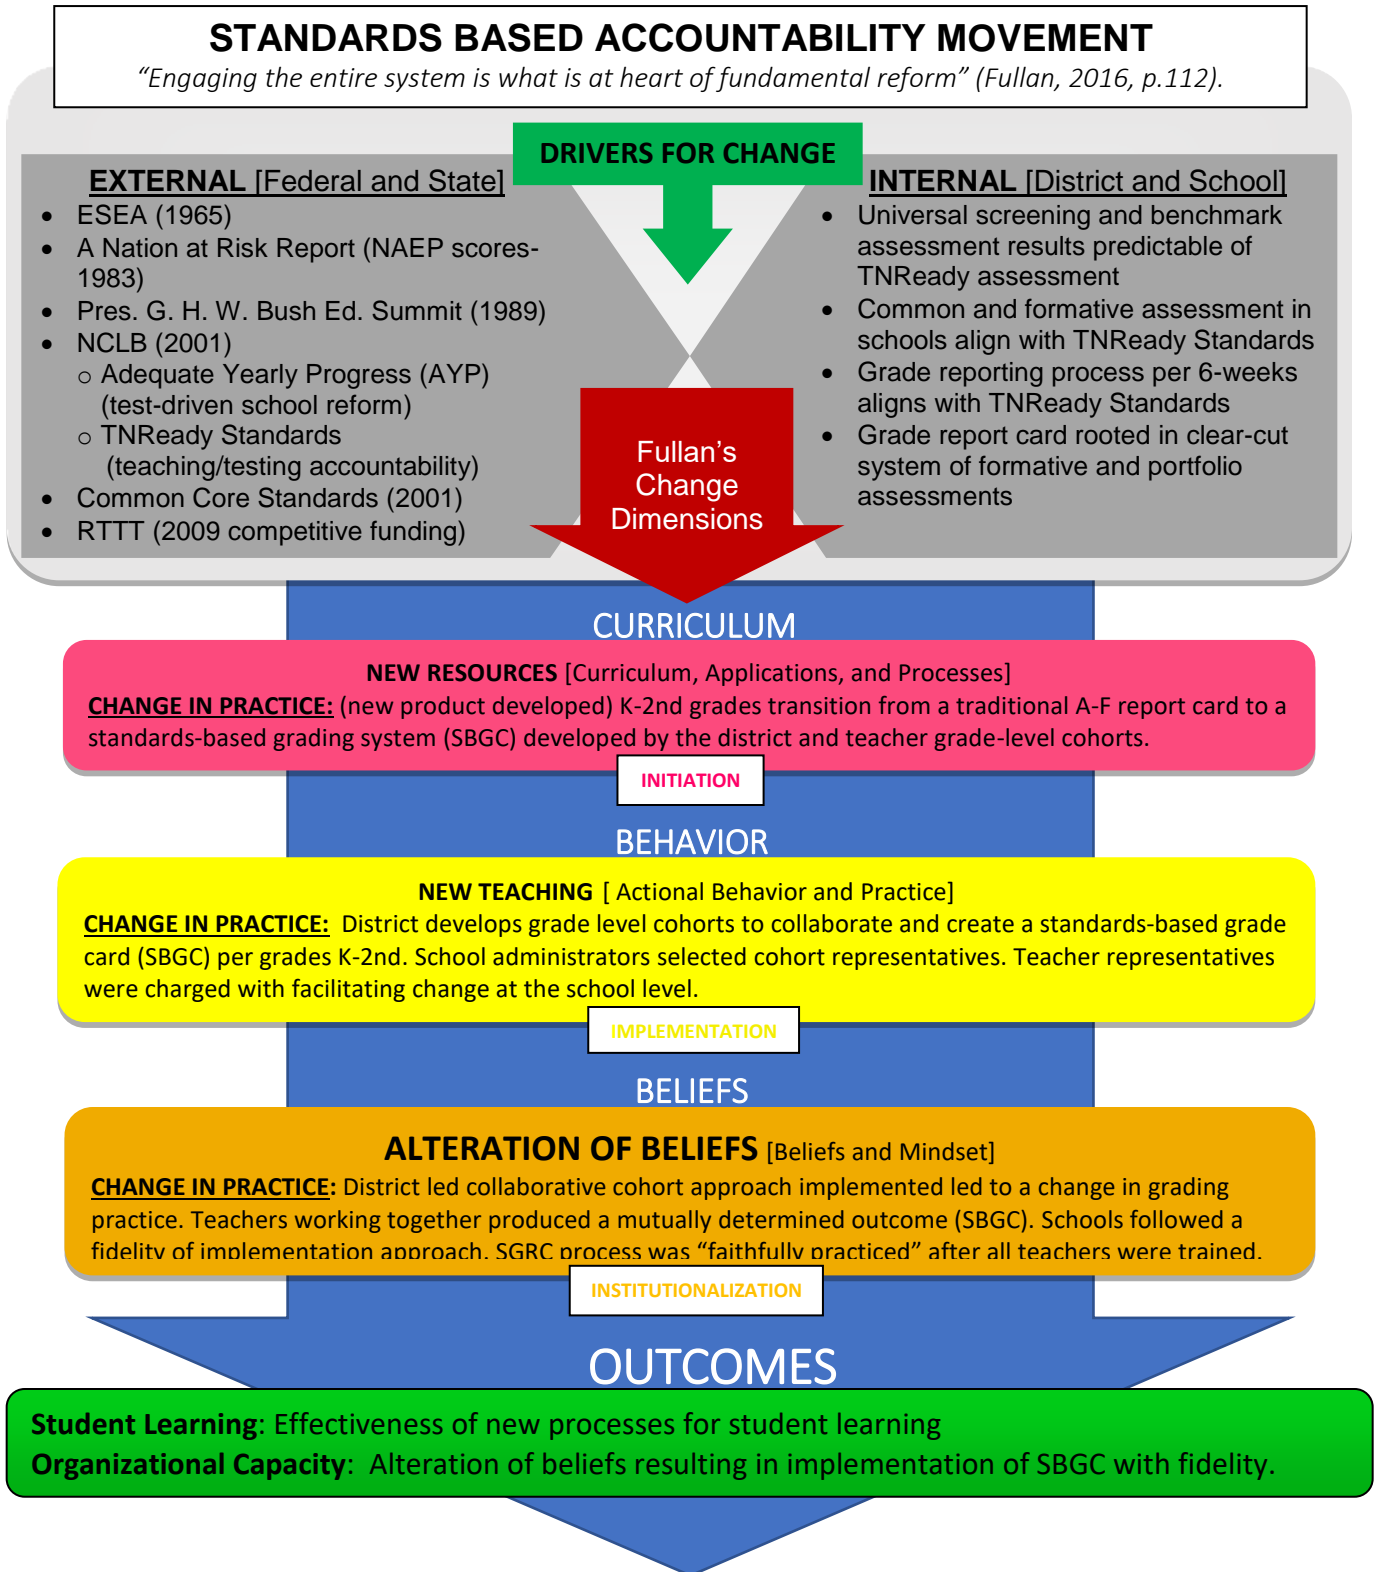 STANDARDS BASED ACCOUNTABILITY MOVEMENT
“Engaging the entire system is what is at heart of fundamental reform” (Fullan, 2016, p.112).
DRIVERS FOR CHANGE
EXTERNAL [Federal and State]
• ESEA (1965)
• A Nation at Risk Report (NAEP scores-
1983)
• Pres. G. H. W. Bush Ed. Summit (1989)
• NCLB (2001)
o Adequate Yearly Progress (AYP)
(test-driven school reform)
o TNReady Standards
(teaching/testing accountability)
• Common Core Standards (2001)
• RTTT (2009 competitive funding)
INTERNAL [District and School]
• Universal screening and benchmark
assessment results predictable of
TNReady assessment
• Common and formative assessment in
schools align with TNReady Standards
• Grade reporting process per 6-weeks
aligns with TNReady Standards
• Grade report card rooted in clear-cut
system of formative and portfolio
assessments
Fullan’s
Change
Dimensions
CURRICULUM
NEW RESOURCES [Curriculum, Applications, and Processes]
CHANGE IN PRACTICE: (new product developed) K-2nd grades transition from a traditional A-F report card to a
standards-based grading system (SBGC) developed by the district and teacher grade-level cohorts.
INITIATION
BEHAVIOR
NEW TEACHING [ Actional Behavior and Practice]
CHANGE IN PRACTICE: District develops grade level cohorts to collaborate and create a standards-based grade
card (SBGC) per grades K-2nd. School administrators selected cohort representatives. Teacher representatives
were charged with facilitating change at the school level.
IMPLEMENTATION
BELIEFS
ALTERATION OF BELIEFS [Beliefs and Mindset]
CHANGE IN PRACTICE: District led collaborative cohort approach implemented led to a change in grading
practice. Teachers working together produced a mutually determined outcome (SBGC). Schools followed a
fidelity of implementation approach. SGRC process was “faithfully practiced” after all teachers were trained.
INSTITUTIONALIZATION
OUTCOMES
Student Learning: Effectiveness of new processes for student learning
Organizational Capacity: Alteration of beliefs resulting in implementation of SBGC with fidelity.